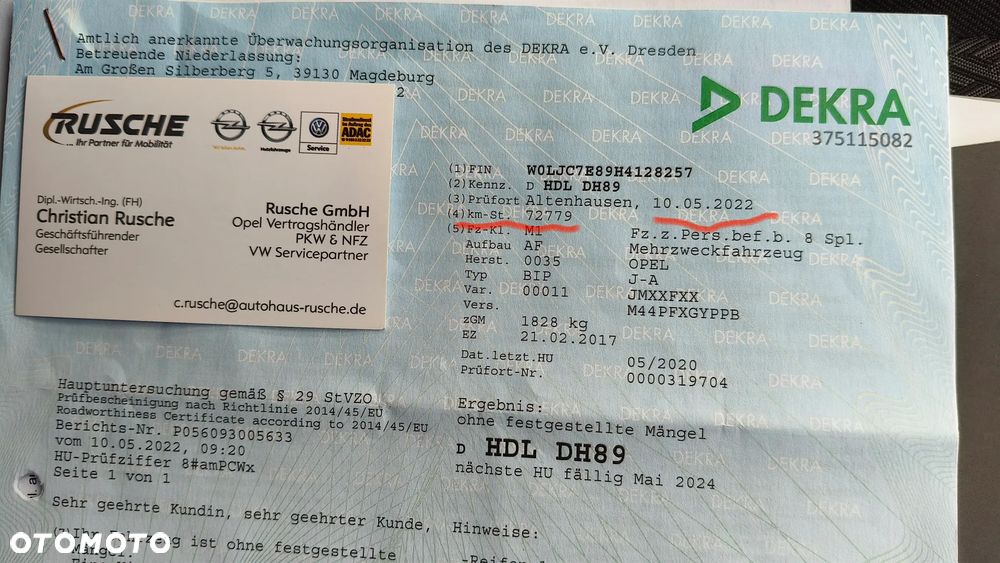 Amtlich anerkannte Überwachungsorganisation des DEKRA e.V. Dresden
Betreuende Niederlassung:
Am Großen Silberberg 5, 39130 Magdeburg
2
DEKRA
375115082
RUSCHE
... Ihr Partner für Mobilität
Nutzfahrzeuge
Service
ADAC
Dipl.-Wirtsch.-Ing. (FH)
Christian Rusche
Geschäftsführender
Gesellschafter
Rusche GmbH
Opel Vertragshändler
PKW & NFZ
VW Servicepartner
c.rusche@autohaus-rusche.de
(1) FIN W0LJC7E89H4128257
(2) Kennz. D HDL DH89
(3) Prüfort Altenhausen, 10.05.2022
(4) km-St. 72779
(5) Fz-Kl. M1 Fz.z.Pers.bef.b. 8 Spl.
Aufbau AF Mehrzweckfahrzeug
Herst. 0035 OPEL
Typ BIP J-A
Var. 00011 JMXXFXX
Vers. M44PFXGYPPB
zGM 1828 kg
EZ 21.02.2017
Dat.letzt.HU 05/2020
Prüfort-Nr. 0000319704
Ergebnis:
ohne festgestellte Mängel
D HDL DH89
nächste HU fällig Mai 2024
Hauptuntersuchung gemäß § 29 StVZO
Prüfbescheinigung nach Richtlinie 2014/45/EU
Roadworthiness Certificate according to 2014/45/EU
Berichts-Nr. P056093005633
vom 10.05.2022, 09:20
HU-Prüfziffer 8#amPCWx
Seite 1 von 1
Sehr geehrte Kundin, sehr geehrter Kunde,
Hinweise:
(7) Ihr Fahrzeug ist ohne festgestellte
Mängel.
-Reifen
OTOMOTO